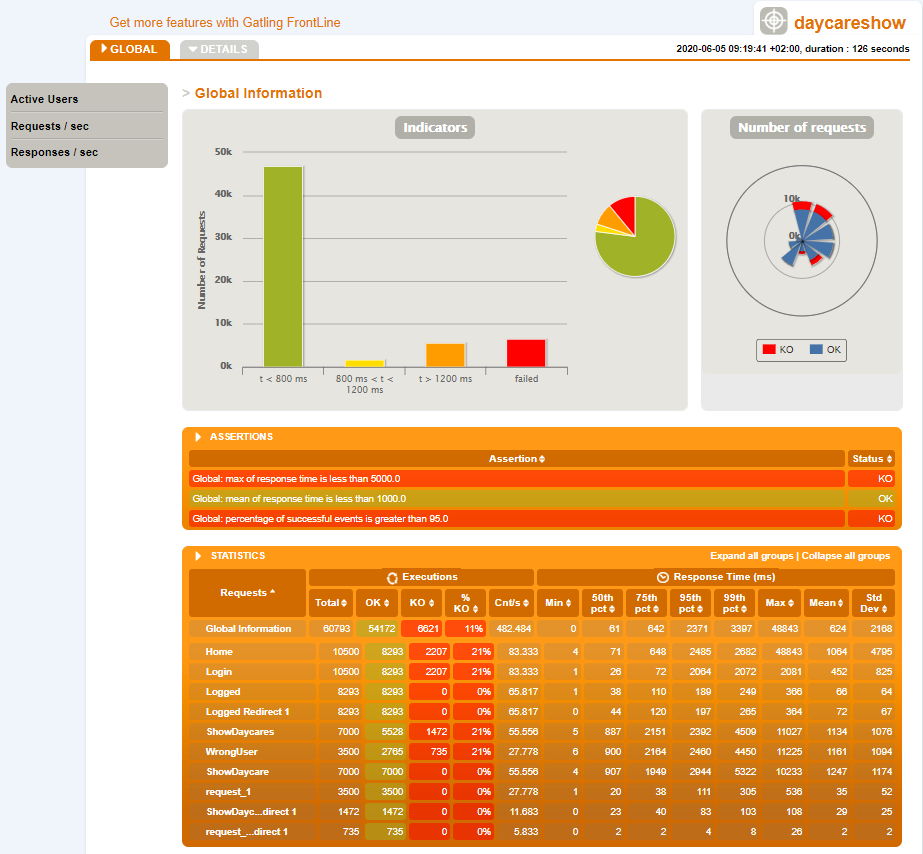 Get more features with Gatling FrontLine
daycareshow
GLOBAL DETAILS
2020-06-05 09:19:41 +02:00, duration : 126 seconds
Active Users
Requests / sec
Responses / sec
> Global Information
Indicators
Number of Requests
50k
40k
30k
20k
10k
0k
t < 800 ms
800 ms < t < 1200 ms
t > 1200 ms
failed
Number of requests
10k
0k
KO OK
ASSERTIONS
Assertion Status
Global: max of response time is less than 5000.0 KO
Global: mean of response time is less than 1000.0 OK
Global: percentage of successful events is greater than 95.0 KO
STATISTICS Expand all groups | Collapse all groups
Requests Executions Response Time (ms)
Total OK KO % KO Cnt/s Min 50th pct 75th pct 95th pct 99th pct Max Mean Std Dev
Global Information 60793 54172 6621 11% 482.484 0 61 642 2371 3397 48843 624 2168
Home 10500 8293 2207 21% 83.333 4 71 648 2485 2682 48843 1064 4795
Login 10500 8293 2207 21% 83.333 1 26 72 2064 2072 2081 452 825
Logged 8293 8293 0 0% 65.817 1 38 110 189 249 366 66 64
Logged Redirect 1 8293 8293 0 0% 65.817 0 44 120 197 265 364 72 67
ShowDaycares 7000 5528 1472 21% 55.556 5 887 2151 2392 4509 11027 1134 1076
WrongUser 3500 2765 735 21% 27.778 6 900 2164 2460 4450 11225 1161 1094
ShowDaycare 7000 7000 0 0% 55.556 4 907 1949 2944 5322 10233 1247 1174
request_1 3500 3500 0 0% 27.778 1 20 38 111 305 536 35 52
ShowDayc...direct 1 1472 1472 0 0% 11.683 0 23 40 83 103 108 29 25
request_...direct 1 735 735 0 0% 5.833 0 2 2 4 8 26 2 2